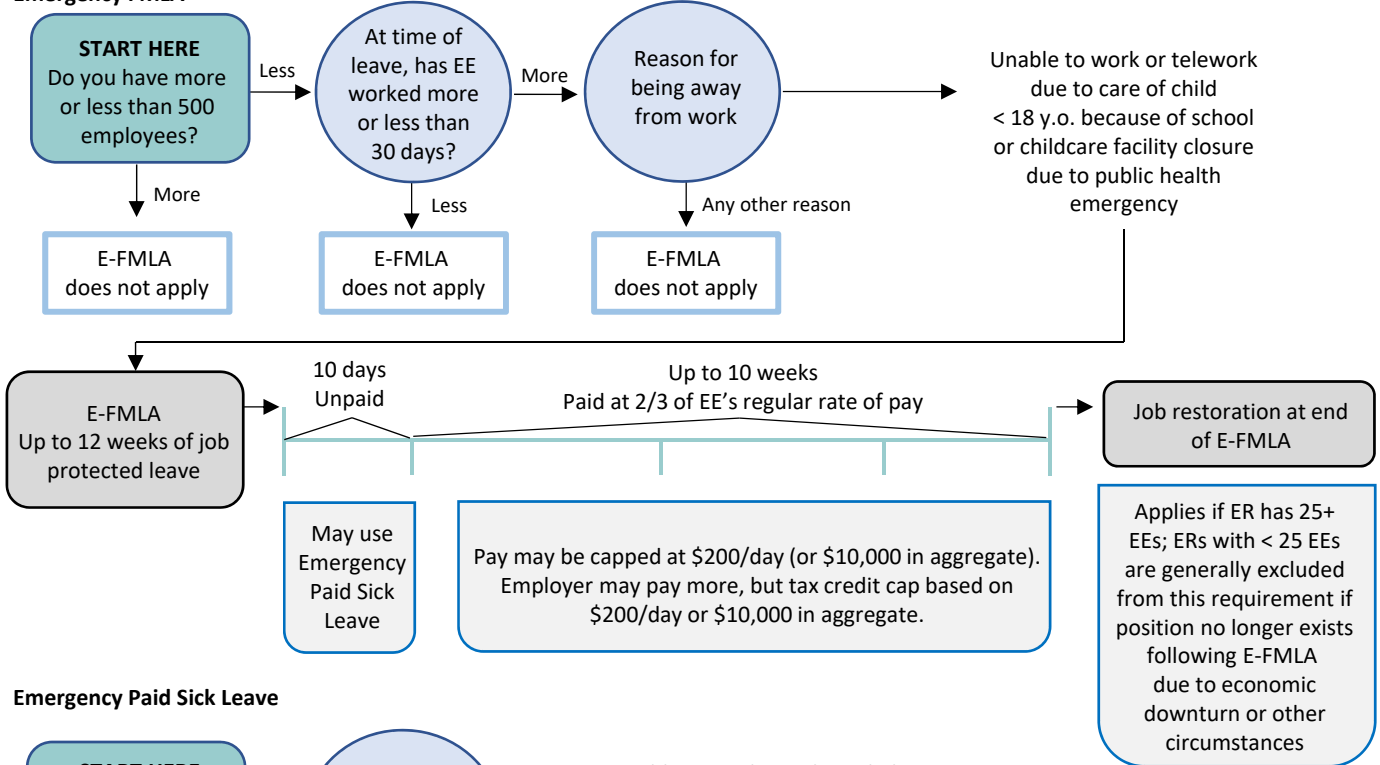 START HERE
Do you have more
or less than 500
employees?
Less
More
At time of
leave, has EE
worked more
or less than
30 days?
More
Less
Reason for
being away
from work
Any other reason
Unable to work or telework
due to care of child
< 18 y.o. because of school
or childcare facility closure
due to public health
emergency
E-FMLA
does not apply
E-FMLA
does not apply
E-FMLA
does not apply
E-FMLA
Up to 12 weeks of job
protected leave
10 days
Unpaid
Up to 10 weeks
Paid at 2/3 of EE's regular rate of pay
Job restoration at end
of E-FMLA
May use
Emergency
Paid Sick
Leave
Pay may be capped at $200/day (or $10,000 in aggregate).
Employer may pay more, but tax credit cap based on
$200/day or $10,000 in aggregate.
Applies if ER has 25+
EEs; ERs with < 25 EEs
are generally excluded
from this requirement if
position no longer exists
following E-FMLA
due to economic
downturn or other
circumstances
Emergency Paid Sick Leave
START HERE